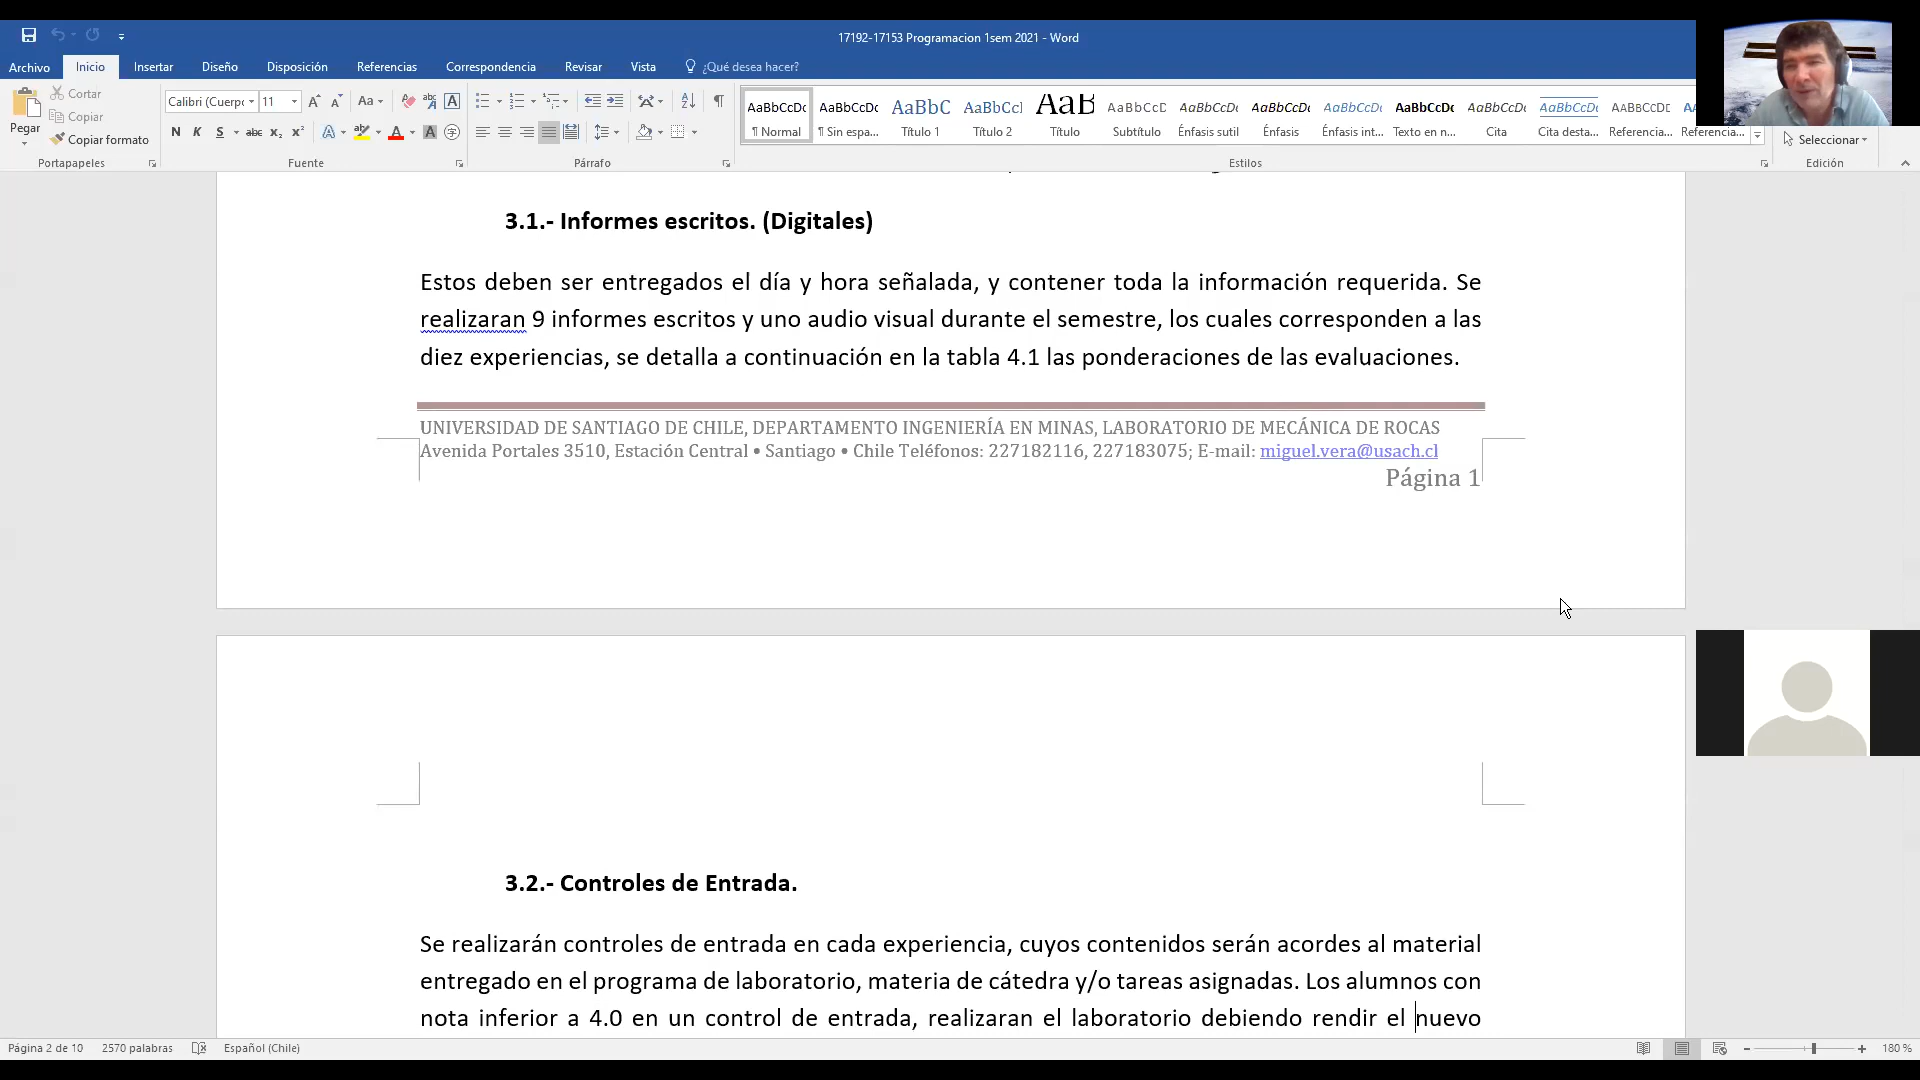 17192-17153 Programacion 1sem 2021 - Word
Archivo Inicio Insertar Diseño Disposición Referencias Correspondencia Revisar Vista ¿Qué desea hacer?
Pegar
Cortar
Copiar
Copiar formato
Portapapeles
Calibri (Cuerpo 11
N K S abc x₂ x²
Fuente
Párrafo
AaBbCcDc AaBbCcDc AaBbC AaBbCcI AaB AaBbCcD AaBbCcDc AaBbCcDc AaBbCcDc AaBbCcDc AaBbCcDc AaBbCcDc AABBCCDE
¶ Normal ¶ Sin espa... Título 1 Título 2 Título Subtítulo Énfasis sutil Énfasis Énfasis int... Texto en n... Cita Cita desta... Referencia... Referencia...
Estilos
Seleccionar
Edición
3.1.- Informes escritos. (Digitales)
Estos deben ser entregados el día y hora señalada, y contener toda la información requerida. Se
realizaran 9 informes escritos y uno audio visual durante el semestre, los cuales corresponden a las
diez experiencias, se detalla a continuación en la tabla 4.1 las ponderaciones de las evaluaciones.
UNIVERSIDAD DE SANTIAGO DE CHILE, DEPARTAMENTO INGENIERÍA EN MINAS, LABORATORIO DE MECÁNICA DE ROCAS
Avenida Portales 3510, Estación Central • Santiago • Chile Teléfonos: 227182116, 227183075; E-mail: miguel.vera@usach.cl
Página 1
3.2.- Controles de Entrada.
Se realizarán controles de entrada en cada experiencia, cuyos contenidos serán acordes al material
entregado en el programa de laboratorio, materia de cátedra y/o tareas asignadas. Los alumnos con
nota inferior a 4.0 en un control de entrada, realizaran el laboratorio debiendo rendir el nuevo
Página 2 de 10 2570 palabras Español (Chile) 180 %